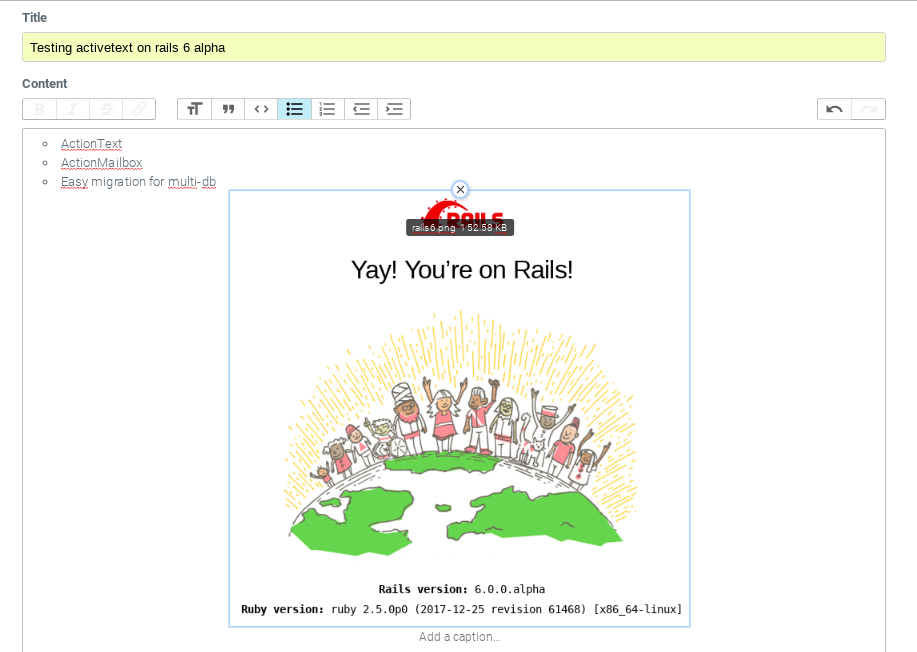 Title
Testing activetext on rails 6 alpha
Content
B I S
T T ” < >
ActionText
ActionMailbox
Easy migration for multi-db
RAILS
rails6.png 152.58 KB
Yay! You’re on Rails!
Rails version: 6.0.0.alpha
Ruby version: ruby 2.5.0p0 (2017-12-25 revision 61468) [x86_64-linux]
Add a caption…